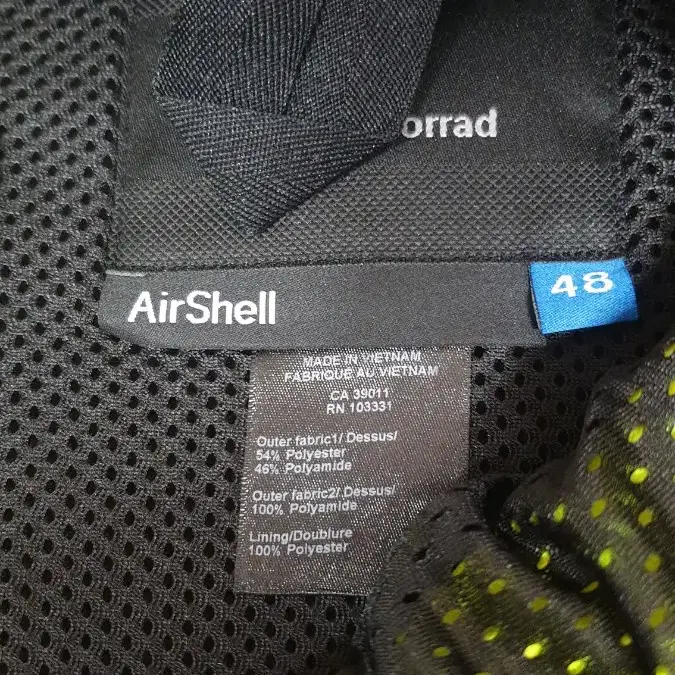 orrad
AirShell
48
MADE IN VIETNAM
FABRIQUE AU VIETNAM
CA 39011
RN 103331
Outer fabric1/ Dessus/
54% Polyester
46% Polyamide
Outer fabric2/ Dessus/
100% Polyamide
Lining/Doublure
100% Polyester